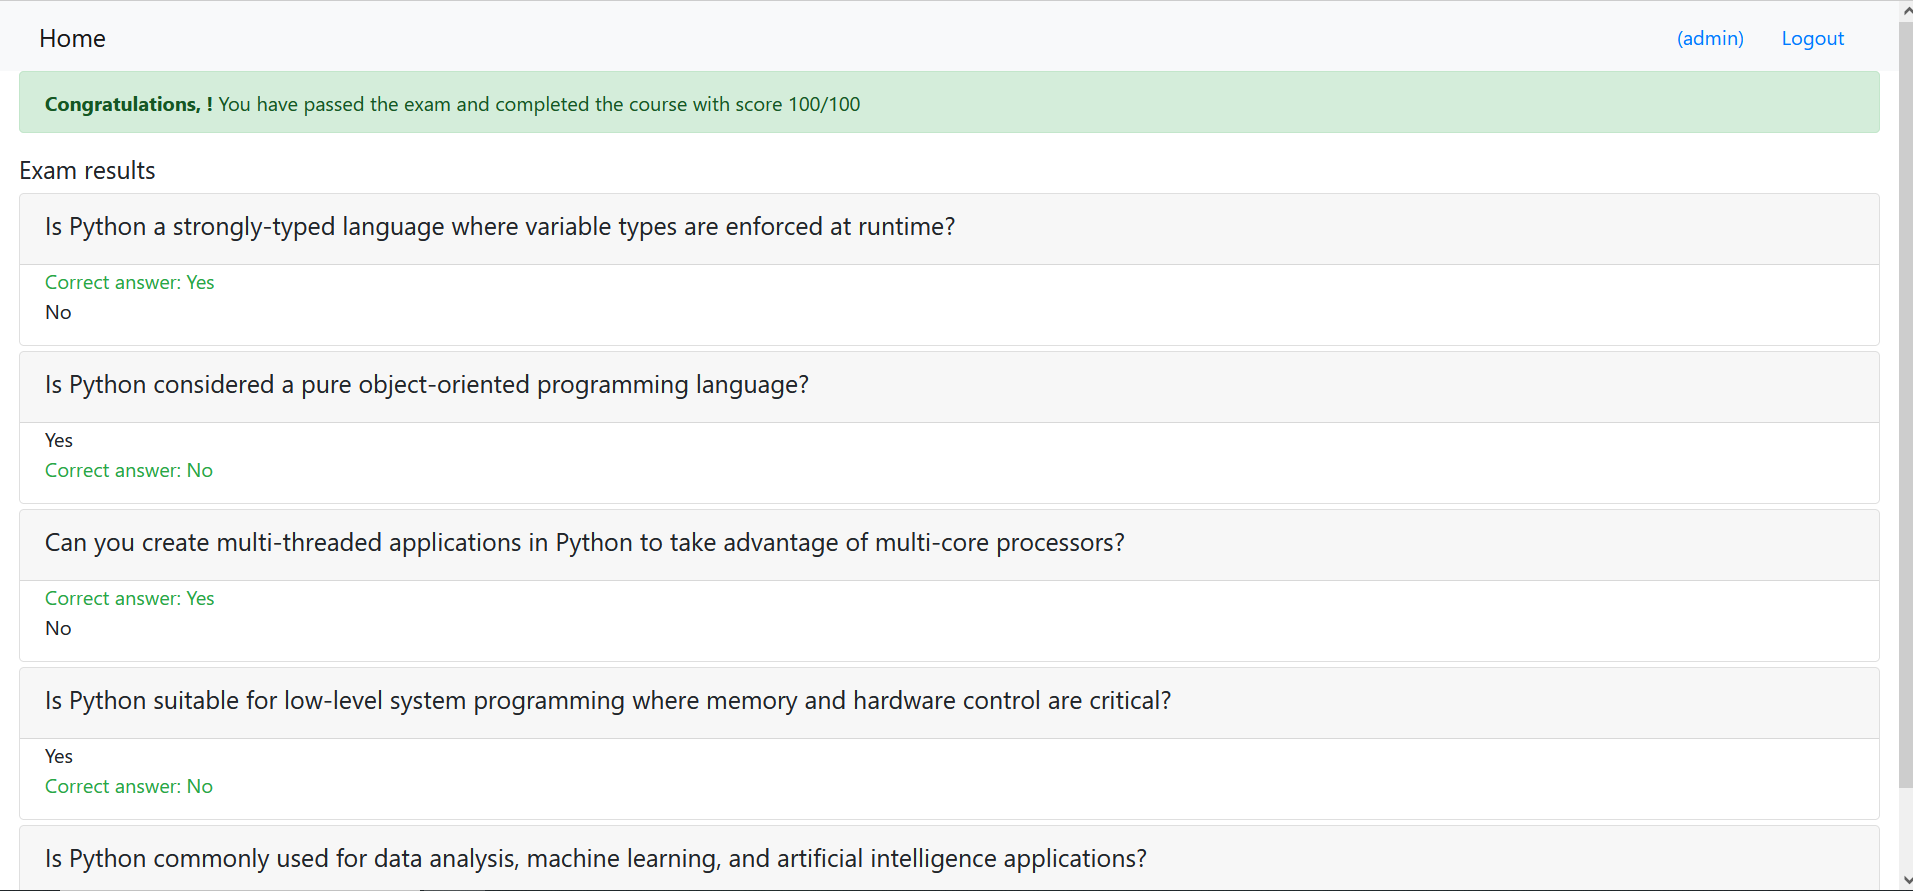 Home
(admin)
Logout
Congratulations, ! You have passed the exam and completed the course with score 100/100
Exam results
Is Python a strongly-typed language where variable types are enforced at runtime?
Correct answer: Yes
No
Is Python considered a pure object-oriented programming language?
Yes
Correct answer: No
Can you create multi-threaded applications in Python to take advantage of multi-core processors?
Correct answer: Yes
No
Is Python suitable for low-level system programming where memory and hardware control are critical?
Yes
Correct answer: No
Is Python commonly used for data analysis, machine learning, and artificial intelligence applications?